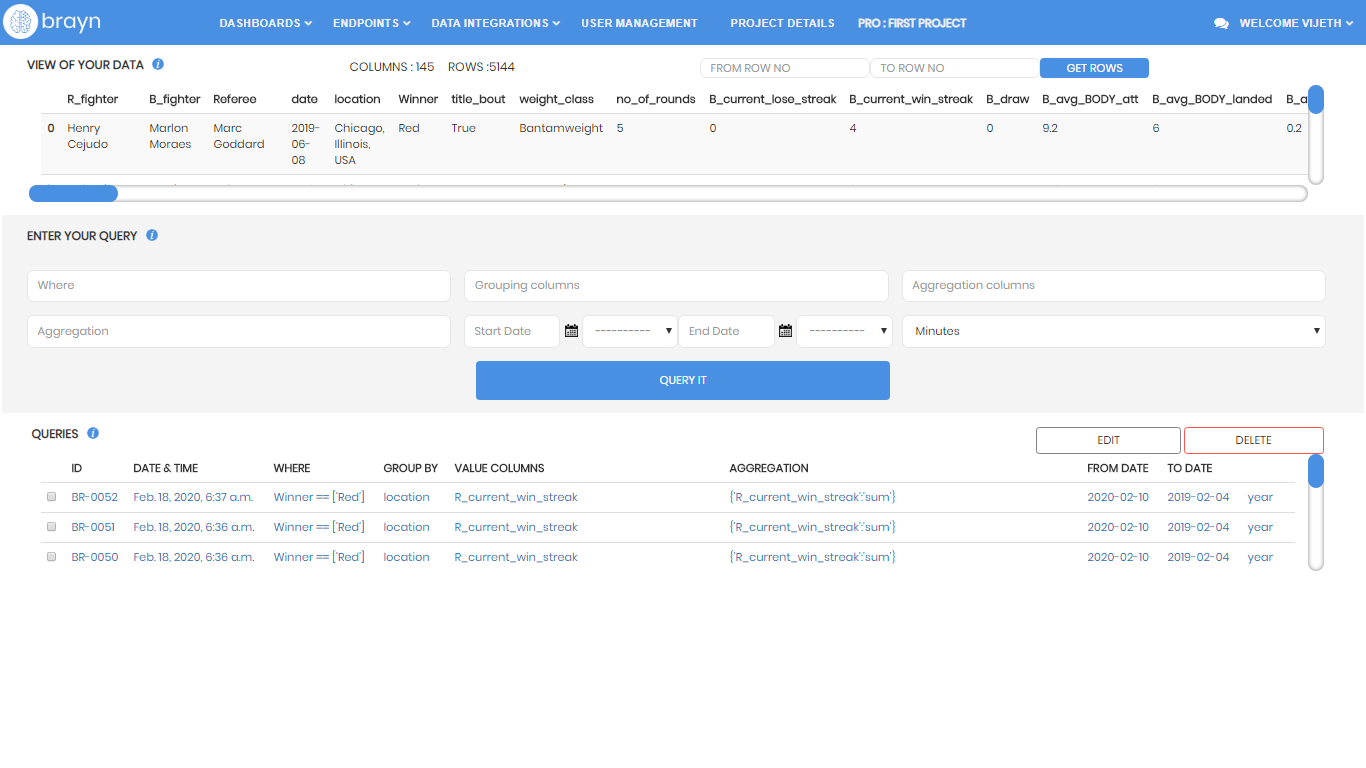 brayn DASHBOARDS ENDPOINTS DATA INTEGRATIONS USER MANAGEMENT PROJECT DETAILS PRO : FIRST PROJECT WELCOME VIJETH
VIEW OF YOUR DATA i COLUMNS : 145 ROWS :5144 FROM ROW NO TO ROW NO GET ROWS
R_fighter B_fighter Referee date location Winner title_bout weight_class no_of_rounds B_current_lose_streak B_current_win_streak B_draw B_avg_BODY_att B_avg_BODY_landed B_a
0 Henry Marlon Marc 2019- Chicago, Red True Bantamweight 5 0 4 0 9.2 6 0.2
Cejudo Moraes Goddard 06- Illinois,
08 USA
ENTER YOUR QUERY i
Where Grouping columns Aggregation columns
Aggregation Start Date ---------- End Date ---------- Minutes
QUERY IT
QUERIES i EDIT DELETE
ID DATE & TIME WHERE GROUP BY VALUE COLUMNS AGGREGATION FROM DATE TO DATE
BR-0052 Feb. 18, 2020, 6:37 a.m. Winner == ['Red'] location R_current_win_streak {'R_current_win_streak':'sum'} 2020-02-10 2019-02-04 year
BR-0051 Feb. 18, 2020, 6:36 a.m. Winner == ['Red'] location R_current_win_streak {'R_current_win_streak':'sum'} 2020-02-10 2019-02-04 year
BR-0050 Feb. 18, 2020, 6:36 a.m. Winner == ['Red'] location R_current_win_streak {'R_current_win_streak':'sum'} 2020-02-10 2019-02-04 year